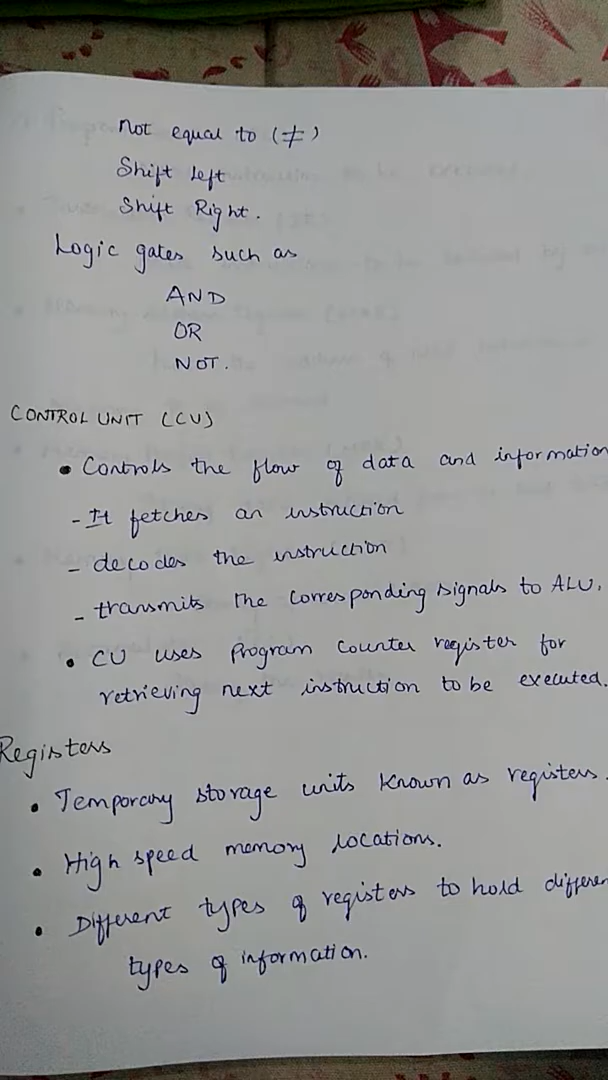 Not equal to (≠)
Shift Left
Shift Right.
Logic gates such as
AND
OR
NOT.
CONTROL UNIT (CU)
• Controls the flow of data and information
- It fetches an instruction
- decodes the instruction
- transmits the corresponding signals to ALU.
• CU uses Program Counter register for
retrieving next instruction to be executed.
Registers
• Temporary storage units known as registers.
• High speed memory locations.
• Different types of registers to hold differen
types of information.